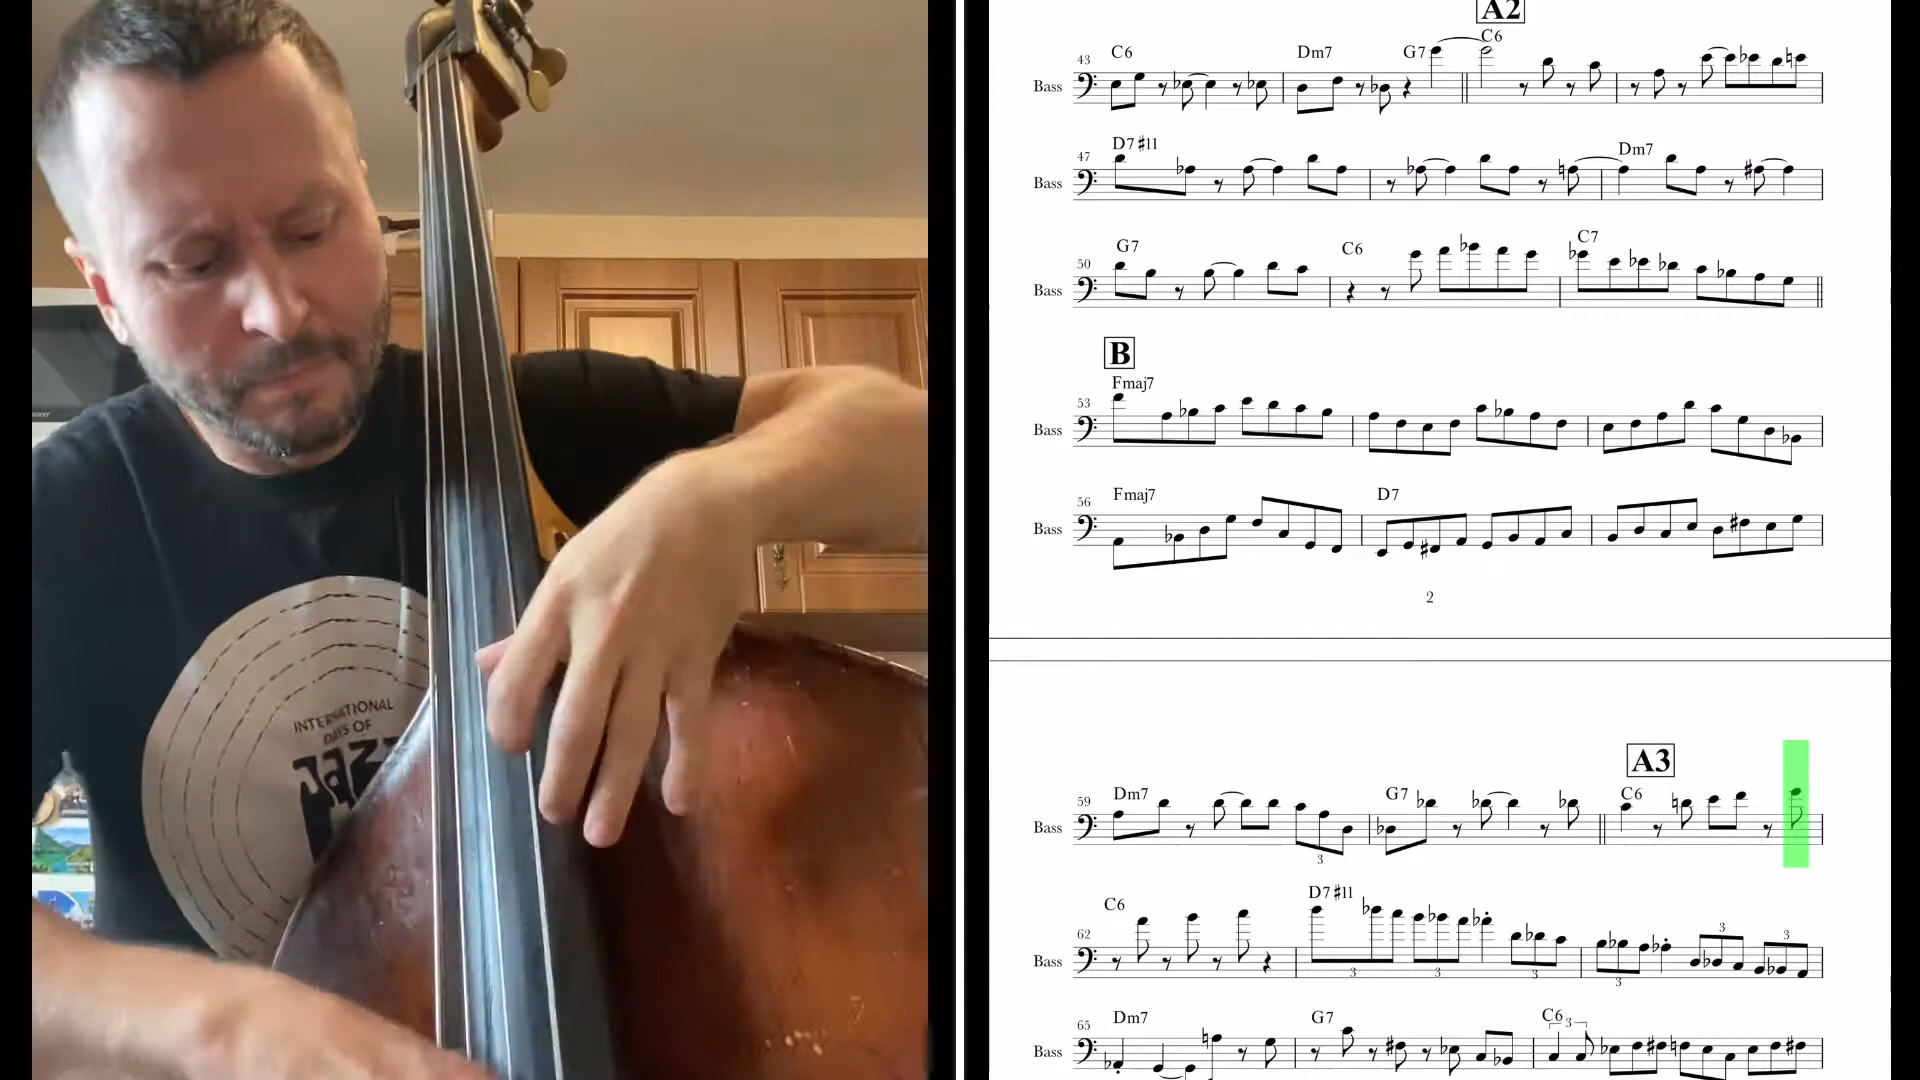 INTERNATIONAL
DAYS OF
JAZZ
A2
43 C6 Dm7 G7 C6
Bass
47 D7#11 Dm7
Bass
50 G7 C6 C7
Bass
B
53 Fmaj7
Bass
56 Fmaj7 D7
Bass
2
A3
59 Dm7 G7 C6
Bass
3
62 C6 D7#11
Bass
3 3 3 3 3 3
65 Dm7 G7 C6
3
Bass